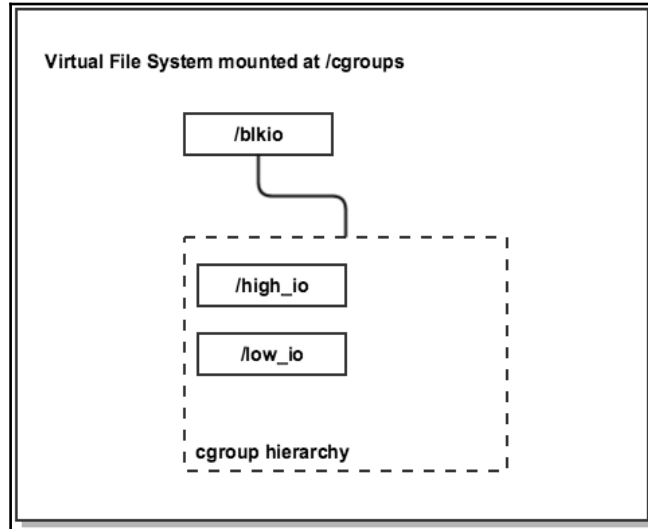 Virtual File System mounted at /cgroups
/blkio
/high_io
/low_io
cgroup hierarchy